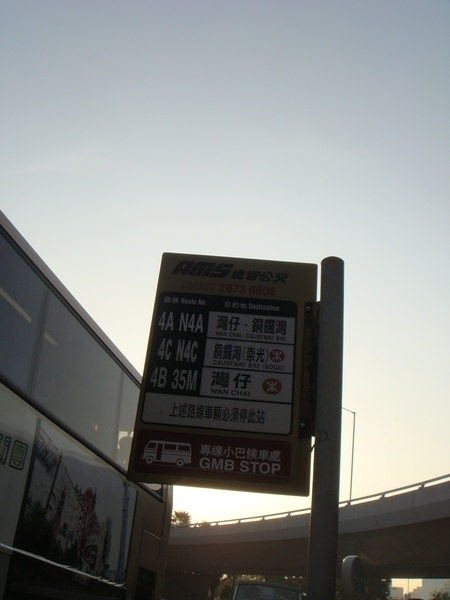 AMS 進智公交
2873 6808
路線 Route No. 目的地 Destination
4A N4A 灣仔·銅鑼灣
WAN CHAI - CAUSEWAY BAY
4C N4C 銅鑼灣(崇光)
CAUSEWAY BAY (SOGO)
4B 35M 灣仔
WAN CHAI
上述路線車輛必須停此站
專線小巴候車處
GMB STOP